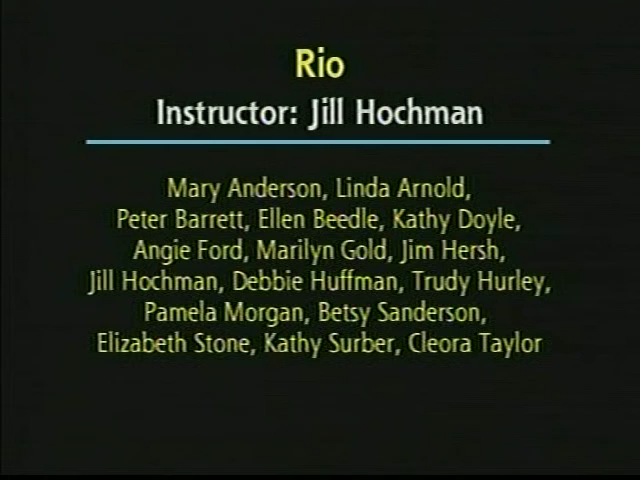 Rio
Instructor: Jill Hochman
Mary Anderson, Linda Arnold,
Peter Barrett, Ellen Beedle, Kathy Doyle,
Angie Ford, Marilyn Gold, Jim Hersh,
Jill Hochman, Debbie Huffman, Trudy Hurley,
Pamela Morgan, Betsy Sanderson,
Elizabeth Stone, Kathy Surber, Cleora Taylor